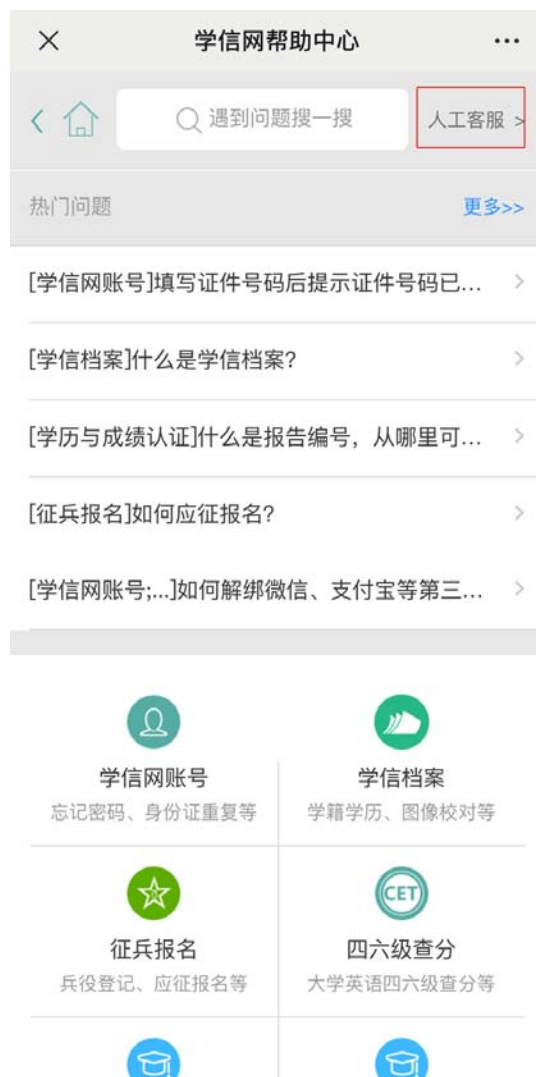 学信网帮助中心
遇到问题搜一搜
人工客服 >
热门问题
更多>>
[学信网账号]填写证件号码后提示证件号码已...
[学信档案]什么是学信档案?
[学历与成绩认证]什么是报告编号，从哪里可...
[征兵报名]如何应征报名?
[学信网账号;...]如何解绑微信、支付宝等第三...
学信网账号
忘记密码、身份证重复等
学信档案
学籍学历、图像校对等
征兵报名
兵役登记、应征报名等
CET
四六级查分
大学英语四六级查分等